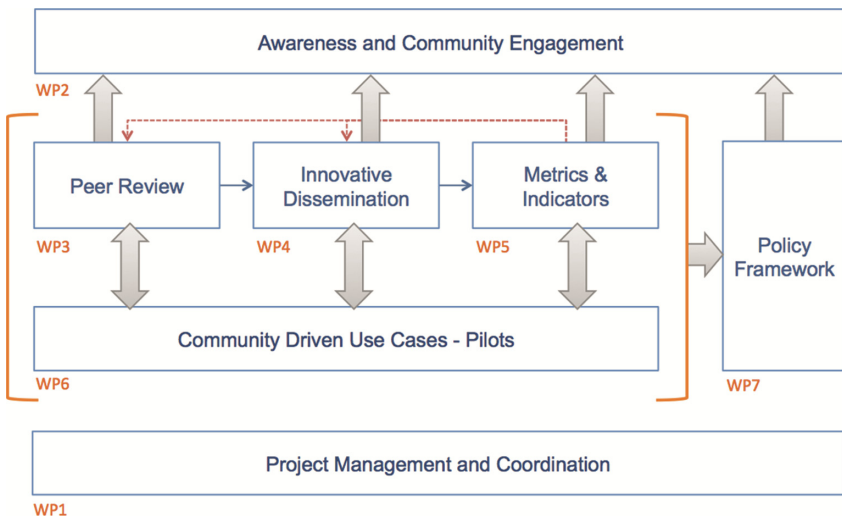 Awareness and Community Engagement
WP2
Peer Review
Innovative
Dissemination
Metrics &
Indicators
WP3
WP4
WP5
Policy
Framework
Community Driven Use Cases - Pilots
WP6
WP7
Project Management and Coordination
WP1